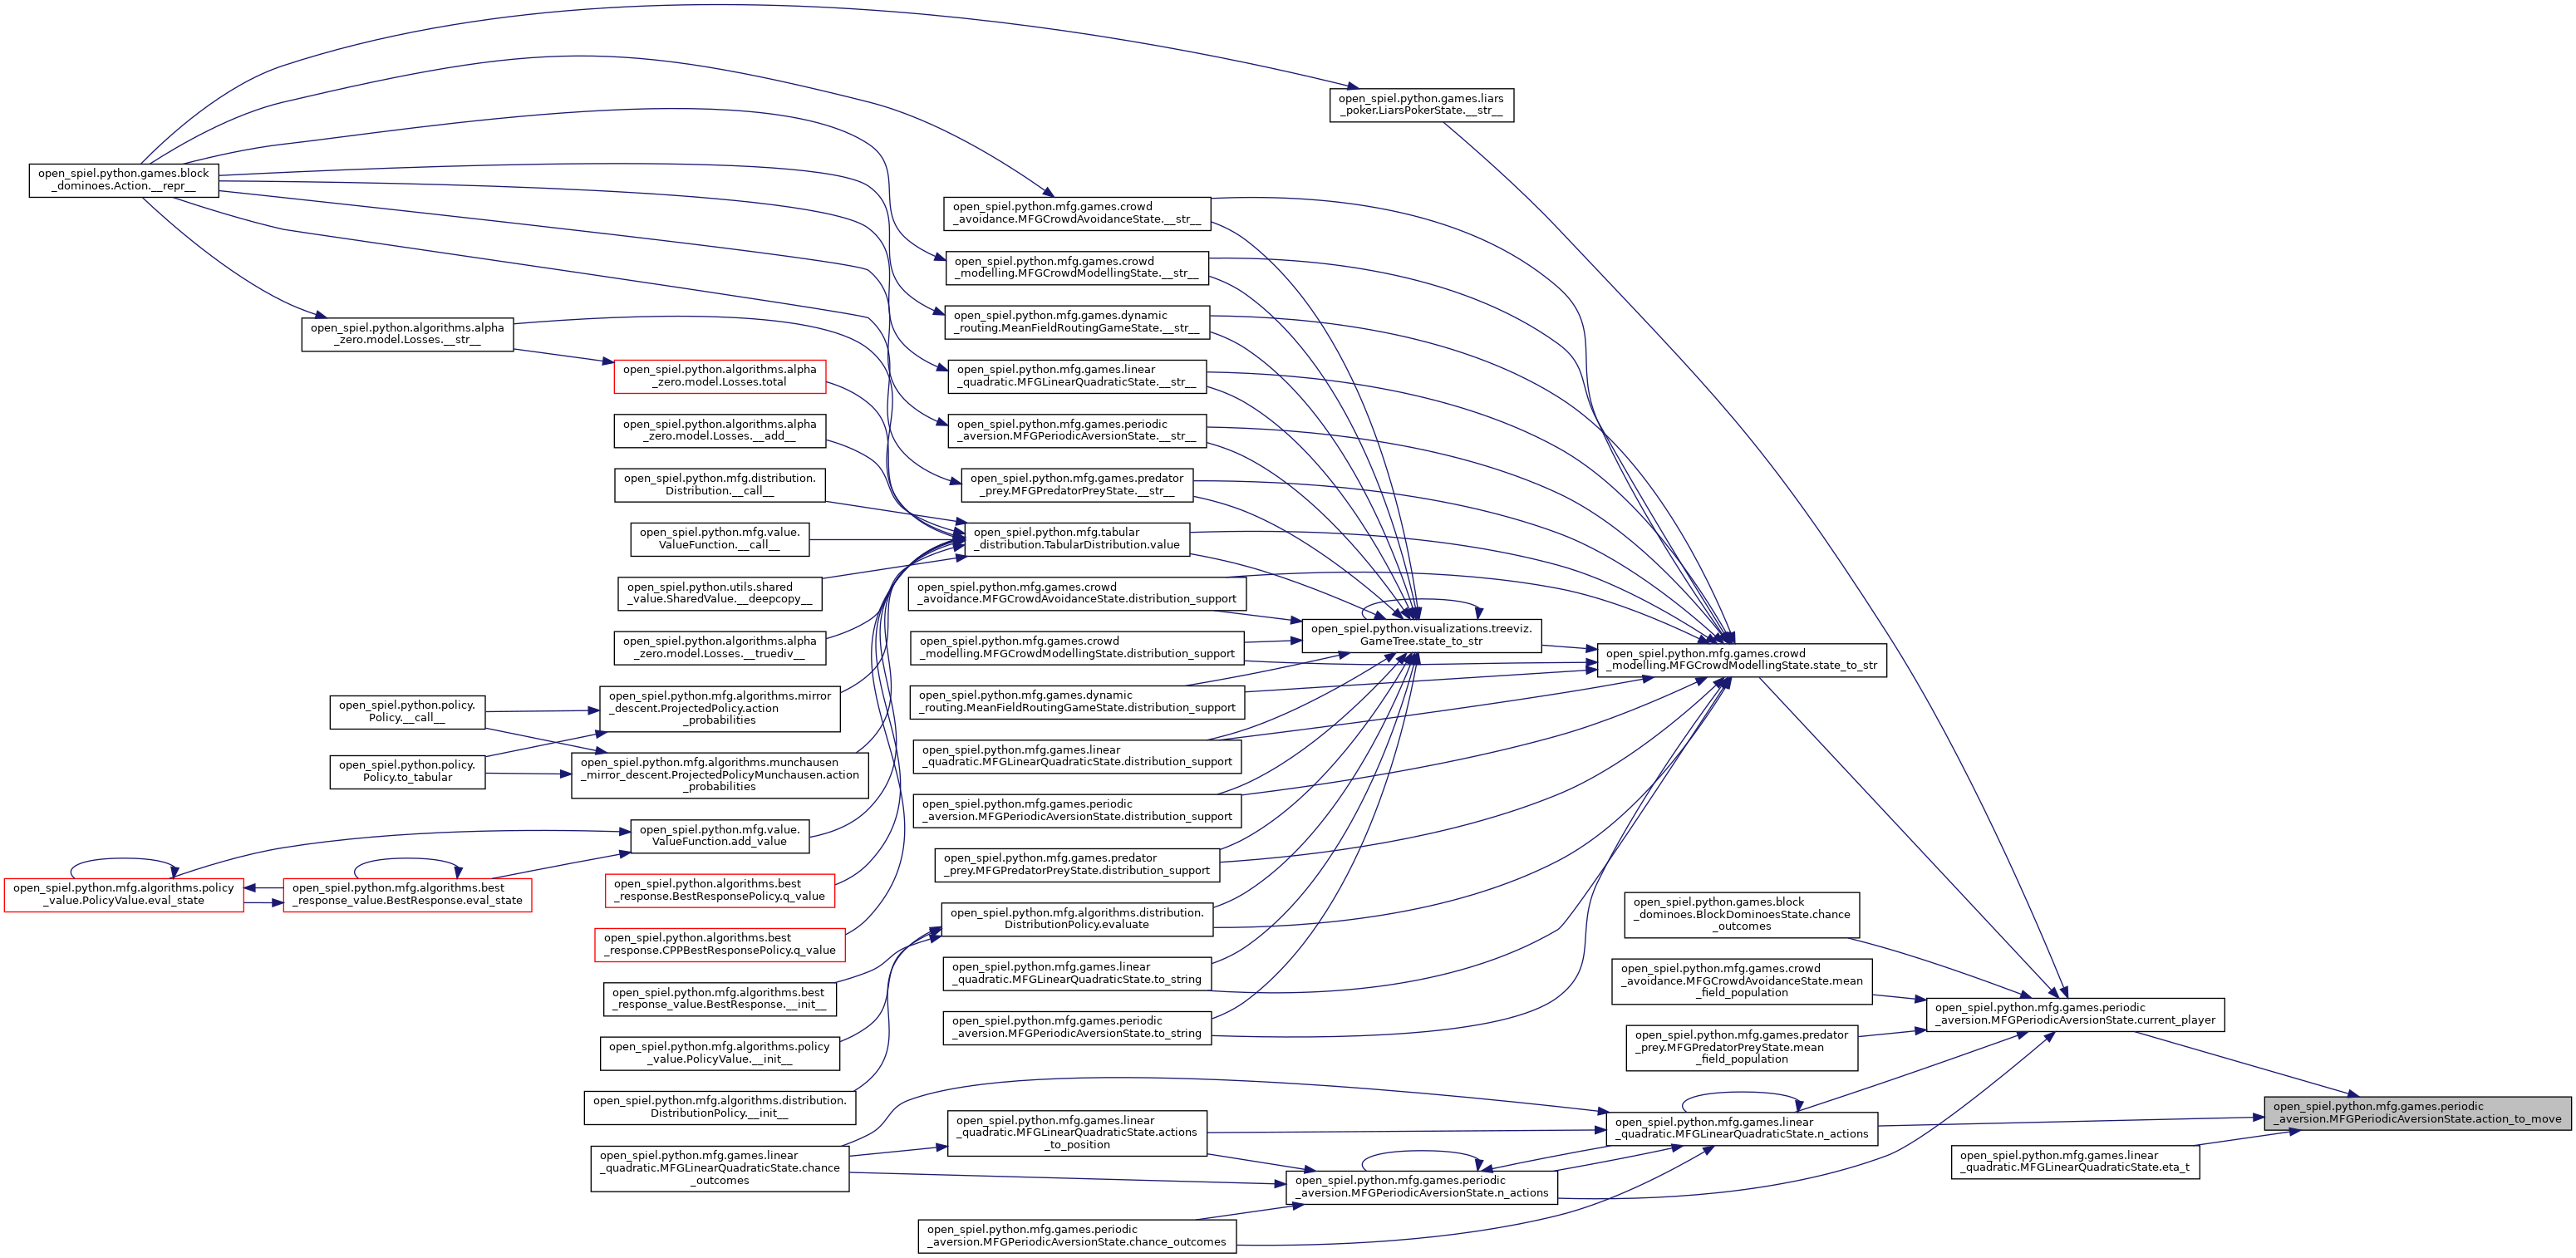 open_spiel.python.games.liars
_poker.LiarsPokerState.__str__
open_spiel.python.games.block
_dominoes.Action.__repr__
open_spiel.python.mfg.games.crowd
_avoidance.MFGCrowdAvoidanceState.__str__
open_spiel.python.mfg.games.crowd
_modelling.MFGCrowdModellingState.__str__
open_spiel.python.mfg.games.dynamic
_routing.MeanFieldRoutingGameState.__str__
open_spiel.python.algorithms.alpha
_zero.model.Losses.__str__
open_spiel.python.algorithms.alpha
_zero.model.Losses.total
open_spiel.python.mfg.games.linear
_quadratic.MFGLinearQuadraticState.__str__
open_spiel.python.algorithms.alpha
_zero.model.Losses.__add__
open_spiel.python.mfg.games.periodic
_aversion.MFGPeriodicAversionState.__str__
open_spiel.python.mfg.distribution.
Distribution.__call__
open_spiel.python.mfg.games.predator
_prey.MFGPredatorPreyState.__str__
open_spiel.python.mfg.value.
ValueFunction.__call__
open_spiel.python.mfg.tabular
_distribution.TabularDistribution.value
open_spiel.python.utils.shared
_value.SharedValue.__deepcopy__
open_spiel.python.mfg.games.crowd
_avoidance.MFGCrowdAvoidanceState.distribution_support
open_spiel.python.algorithms.alpha
_zero.model.Losses.__truediv__
open_spiel.python.mfg.games.crowd
_modelling.MFGCrowdModellingState.distribution_support
open_spiel.python.visualizations.treeviz.
GameTree.state_to_str
open_spiel.python.mfg.games.crowd
_modelling.MFGCrowdModellingState.state_to_str
open_spiel.python.policy.
Policy.__call__
open_spiel.python.mfg.algorithms.mirror
_descent.ProjectedPolicy.action
_probabilities
open_spiel.python.mfg.games.dynamic
_routing.MeanFieldRoutingGameState.distribution_support
open_spiel.python.policy.
Policy.to_tabular
open_spiel.python.mfg.algorithms.munchausen
_mirror_descent.ProjectedPolicyMunchausen.action
_probabilities
open_spiel.python.mfg.games.linear
_quadratic.MFGLinearQuadraticState.distribution_support
open_spiel.python.mfg.games.periodic
_aversion.MFGPeriodicAversionState.distribution_support
open_spiel.python.mfg.value.
ValueFunction.add_value
open_spiel.python.mfg.games.predator
_prey.MFGPredatorPreyState.distribution_support
open_spiel.python.mfg.algorithms.policy
_value.PolicyValue.eval_state
open_spiel.python.mfg.algorithms.best
_response_value.BestResponse.eval_state
open_spiel.python.algorithms.best
_response.BestResponsePolicy.q_value
open_spiel.python.games.block
_dominoes.BlockDominoesState.chance
_outcomes
open_spiel.python.mfg.algorithms.distribution.
DistributionPolicy.evaluate
open_spiel.python.algorithms.best
_response.CPPBestResponsePolicy.q_value
open_spiel.python.mfg.games.linear
_quadratic.MFGLinearQuadraticState.to_string
open_spiel.python.mfg.games.crowd
_avoidance.MFGCrowdAvoidanceState.mean
_field_population
open_spiel.python.mfg.algorithms.best
_response_value.BestResponse.__init__
open_spiel.python.mfg.games.periodic
_aversion.MFGPeriodicAversionState.to_string
open_spiel.python.mfg.games.periodic
_aversion.MFGPeriodicAversionState.current_player
open_spiel.python.mfg.games.predator
_prey.MFGPredatorPreyState.mean
_field_population
open_spiel.python.mfg.algorithms.policy
_value.PolicyValue.__init__
open_spiel.python.mfg.algorithms.distribution.
DistributionPolicy.__init__
open_spiel.python.mfg.games.periodic
_aversion.MFGPeriodicAversionState.action_to_move
open_spiel.python.mfg.games.linear
_quadratic.MFGLinearQuadraticState.actions
_to_position
open_spiel.python.mfg.games.linear
_quadratic.MFGLinearQuadraticState.n_actions
open_spiel.python.mfg.games.linear
_quadratic.MFGLinearQuadraticState.chance
_outcomes
open_spiel.python.mfg.games.linear
_quadratic.MFGLinearQuadraticState.eta_t
open_spiel.python.mfg.games.periodic
_aversion.MFGPeriodicAversionState.n_actions
open_spiel.python.mfg.games.periodic
_aversion.MFGPeriodicAversionState.chance_outcomes